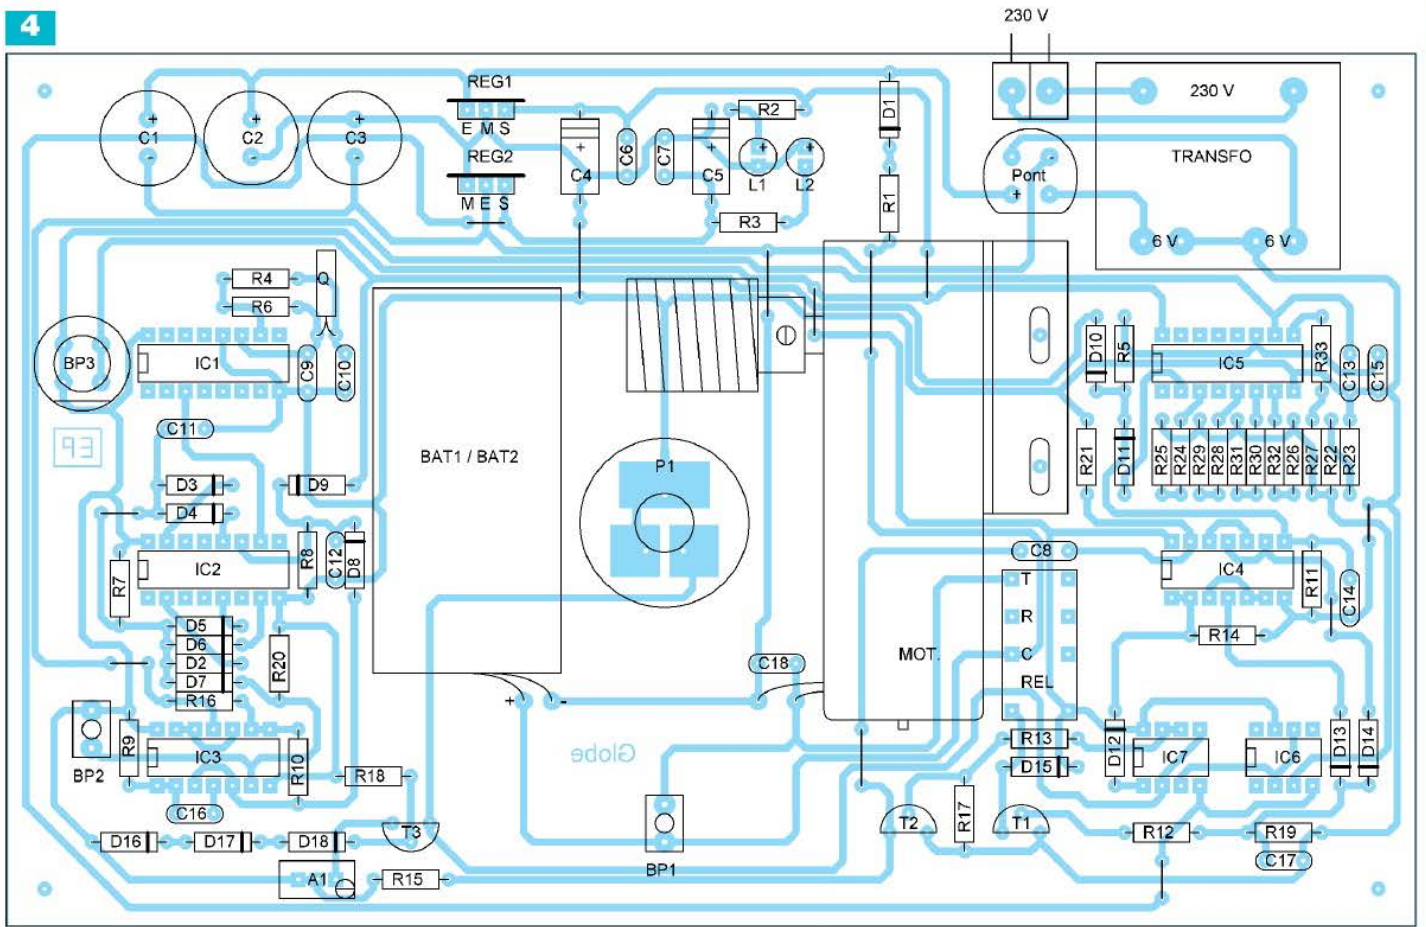 4
230 V
REG1
E M S
REG2
M E S
C1
C2
C3
C4
C6
C7
C5
R2
L1
L2
R3
D1
R1
Pont
230 V
TRANSFO
6 V
6 V
R4
R6
Q
BP3
IC1
C9
C10
C11
EP
D3
D4
D9
IC2
R7
R8
C12
D8
D5
D6
D2
D7
R16
R20
BP2
R9
IC3
R10
R18
C16
D16
D17
D18
T3
A1
R15
BAT1 / BAT2
P1
+ -
C18
MOT.
Globe
BP1
C8
T
R
C
REL
R13
D15
T2
R17
T1
D10
R5
IC5
R33
C13
C15
R21
D11
R25
R24
R29
R28
R31
R30
R32
R26
R27
R22
R23
IC4
R11
C14
R14
D12
IC7
IC6
D13
D14
R12
R19
C17